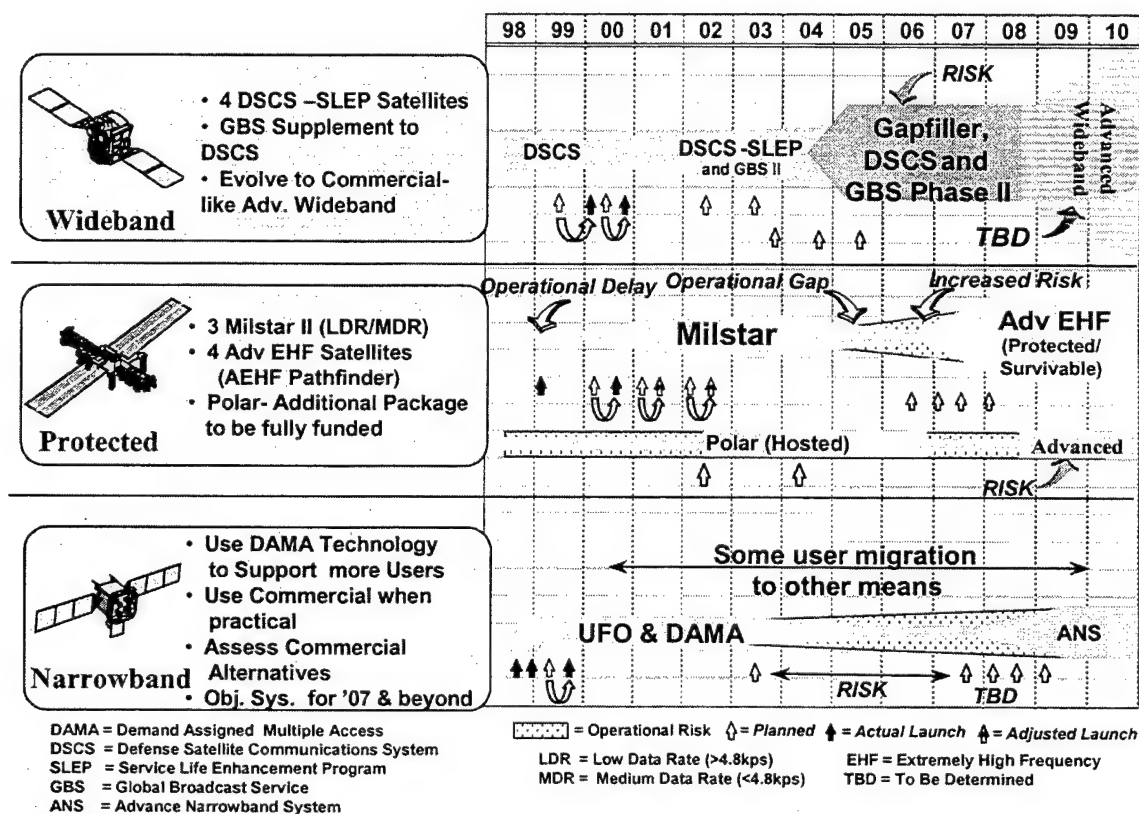 98 99 00 01 02 03 04 05 06 07 08 09 10
• 4 DSCS –SLEP Satellites
• GBS Supplement to
DSCS
• Evolve to Commercial-
like Adv. Wideband
Wideband
RISK
DSCS
DSCS -SLEP
and GBS II
Gapfiller,
DSCS and
GBS Phase II
Advanced
Wideband
TBD
• 3 Milstar II (LDR/MDR)
• 4 Adv EHF Satellites
(AEHF Pathfinder)
• Polar- Additional Package
to be fully funded
Protected
Operational Delay
Operational Gap
Increased Risk
Milstar
Adv EHF
(Protected/
Survivable)
Polar (Hosted)
Advanced
RISK
• Use DAMA Technology
to Support more Users
• Use Commercial when
practical
• Assess Commercial
Alternatives
• Obj. Sys. for '07 & beyond
Narrowband
Some user migration
to other means
UFO & DAMA
ANS
RISK
TBD
DAMA = Demand Assigned Multiple Access
DSCS = Defense Satellite Communications System
SLEP = Service Life Enhancement Program
GBS = Global Broadcast Service
ANS = Advance Narrowband System
= Operational Risk
= Planned
= Actual Launch
= Adjusted Launch
LDR = Low Data Rate (>4.8kps)
MDR = Medium Data Rate (<4.8kps)
EHF = Extremely High Frequency
TBD = To Be Determined